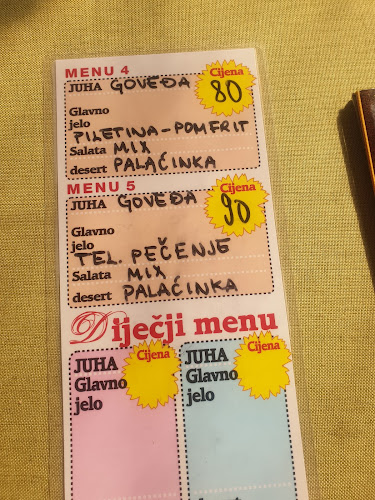 MENU 4
JUHA GOVEĐA
Cijena
80
Glavno
jelo
PILETINA-POMFRIT
Salata MIX
desert PALAČINKA
MENU 5
JUHA GOVEĐA
Cijena
90
Glavno
jelo
TEL. PEČENJE
Salata MIX
desert PALAČINKA
Diječji menu
JUHA
Cijena
Glavno
jelo
JUHA
Cijena
Glavno
jelo